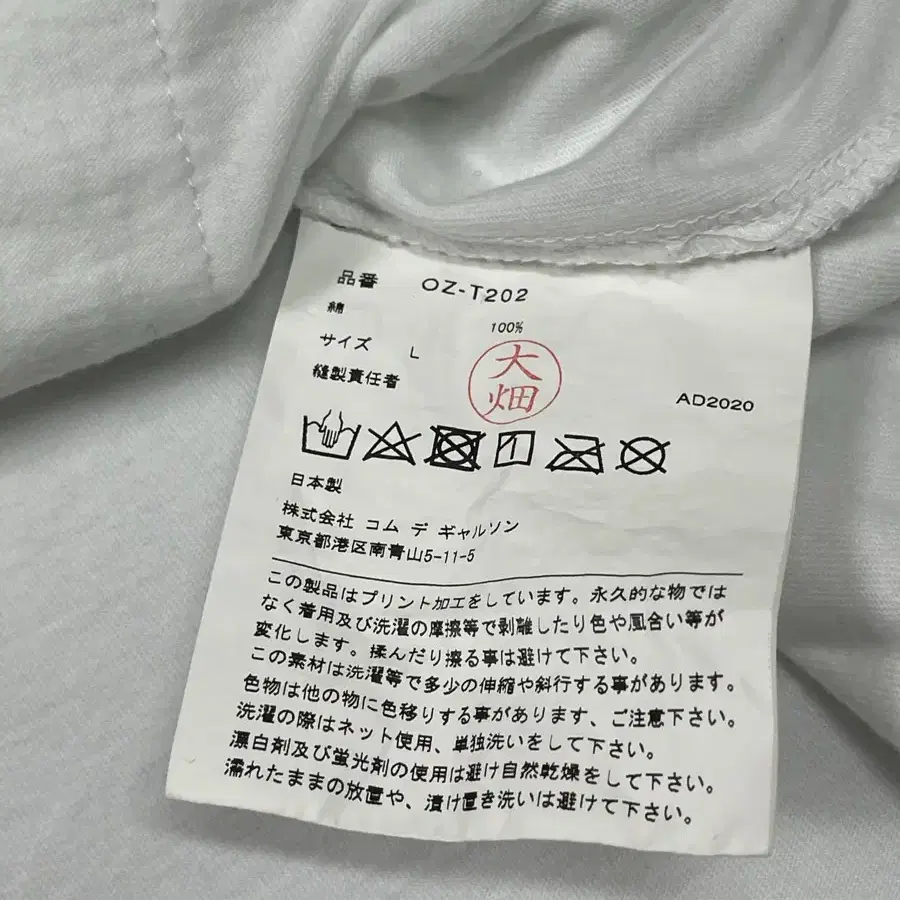 品番 OZ-T202
綿 100%
サイズ L
大畑
縫製責任者
AD2020
日本製
株式会社 コム デ ギャルソン
東京都港区南青山5-11-5
この製品はプリント加工をしています。永久的な物では
なく着用及び洗濯の摩擦等で剥離したり色や風合い等が
変化します。揉んだり擦る事は避けて下さい。
この素材は洗濯等で多少の伸縮や斜行する事があります。
色物は他の物に色移りする事があります、ご注意下さい。
洗濯の際はネット使用、単独洗いをして下さい。
漂白剤及び蛍光剤の使用は避け自然乾燥をして下さい。
濡れたままの放置や、漬け置き洗いは避けて下さい。